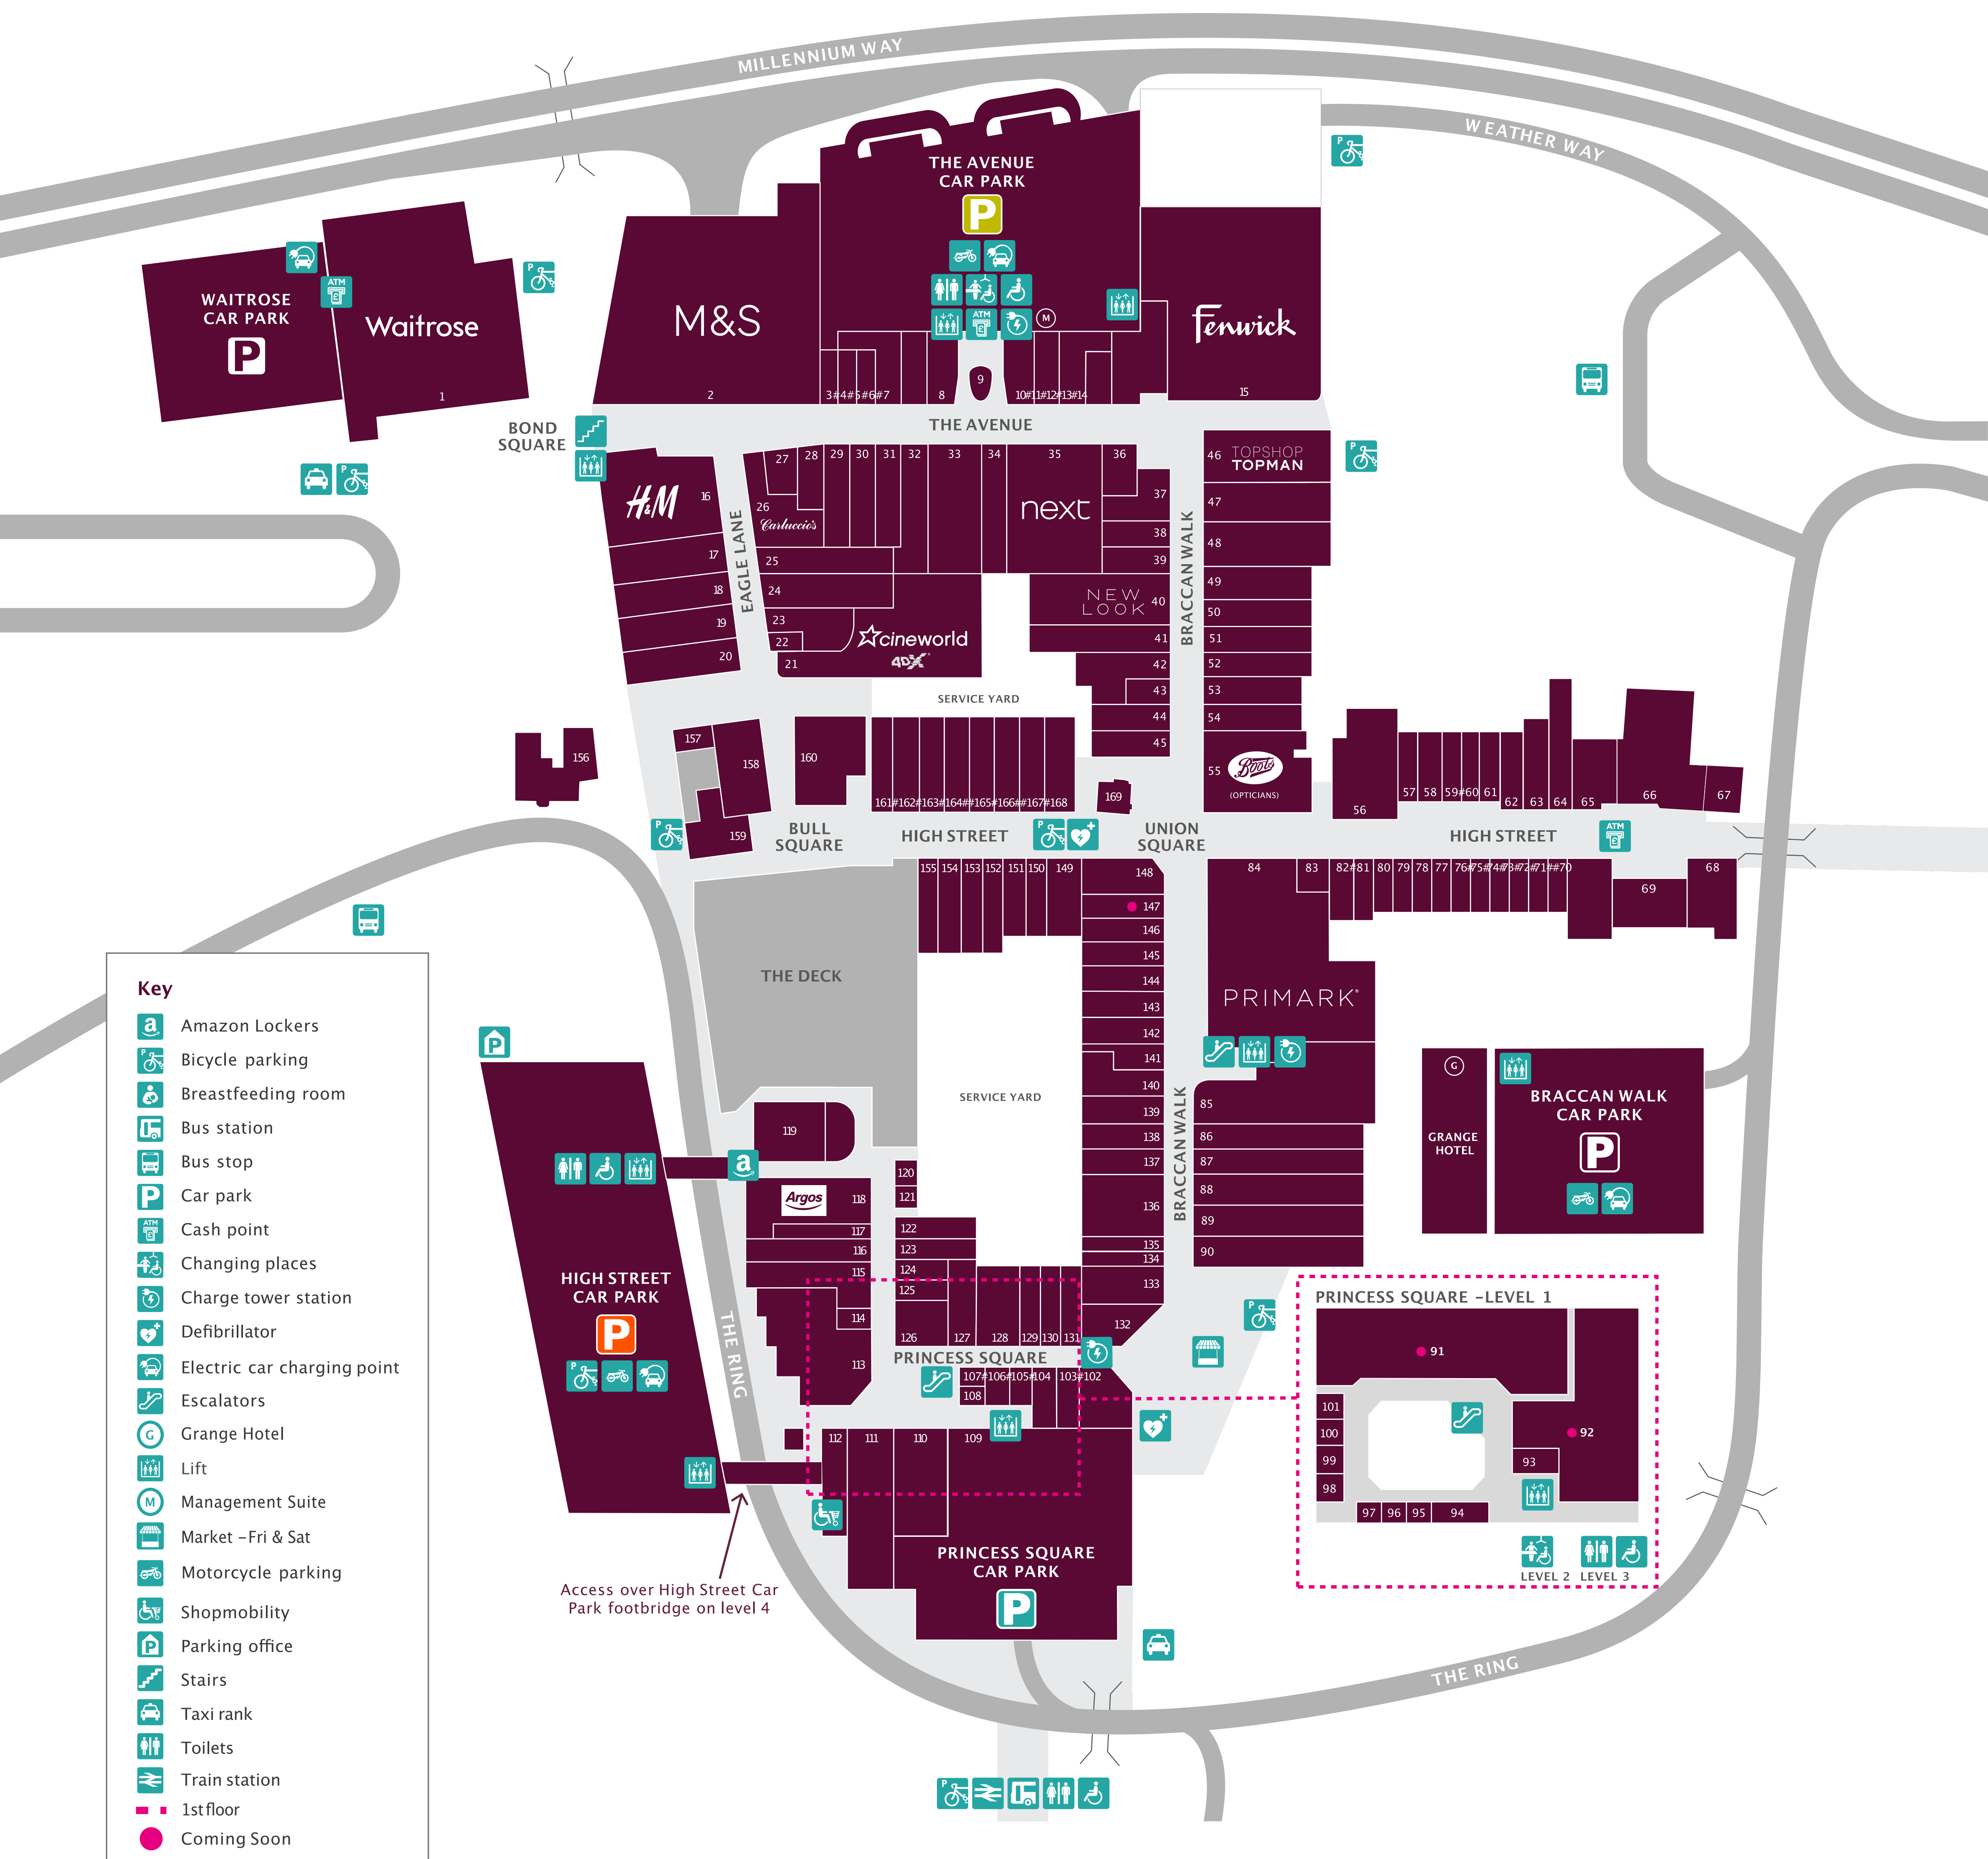 MILLENNIUM WAY
WEATHER WAY
THE AVENUE
CAR PARK
P
ATM
£
M
WAITROSE
CAR PARK
P
ATM
£
Waitrose
1
P
P
M&S
2
3#4#5#6#7
8
9
10#11#12#13#14
Fenwick
15
BOND
SQUARE
THE AVENUE
P
P
H&M
16
17
18
19
20
EAGLE LANE
27
28
29
30
31
32
33
34
35
36
26
Carluccio's
25
24
23
22
21
cineworld
4DX
next
37
38
39
NEW
LOOK
40
41
42
43
44
45
BRACCAN WALK
46
TOPSHOP
TOPMAN
47
48
49
50
51
52
53
54
55
Boots
(OPTICIANS)
SERVICE YARD
156
157
158
159
160
161#162#163#164##165#166##167#168
169
56
57
58
59#60
61
62
63
64
65
66
67
P
BULL
SQUARE
HIGH STREET
P
UNION
SQUARE
HIGH STREET
ATM
£
155
154
153
152
151
150
149
148
147
146
145
144
143
142
141
140
139
138
137
136
135
134
133
132
84
83
82#81
80
79
78
77
76#75#74#73#72#71##70
69
68
THE DECK
SERVICE YARD
PRIMARK
BRACCAN WALK
85
86
87
88
89
90
G
GRANGE
HOTEL
BRACCAN WALK
CAR PARK
P
P
a
119
120
121
Argos
118
117
116
115
114
113
122
123
124
125
126
127
128
129
130
131
HIGH STREET
CAR PARK
P
P
THE RING
PRINCESS SQUARE
107#106#105#104
103#102
108
112
111
110
109
P
PRINCESS SQUARE
CAR PARK
P
Access over High Street Car
Park footbridge on level 4
PRINCESS SQUARE – LEVEL 1
91
92
93
101
100
99
98
97
96
95
94
LEVEL 2
LEVEL 3
THE RING
P
Key
a
Amazon Lockers
P
Bicycle parking
Breastfeeding room
Bus station
Bus stop
P
Car park
ATM
£
Cash point
Changing places
Charge tower station
Defibrillator
Electric car charging point
Escalators
G
Grange Hotel
Lift
M
Management Suite
Market – Fri & Sat
Motorcycle parking
Shopmobility
P
Parking office
Stairs
Taxi rank
Toilets
Train station
1st floor
Coming Soon